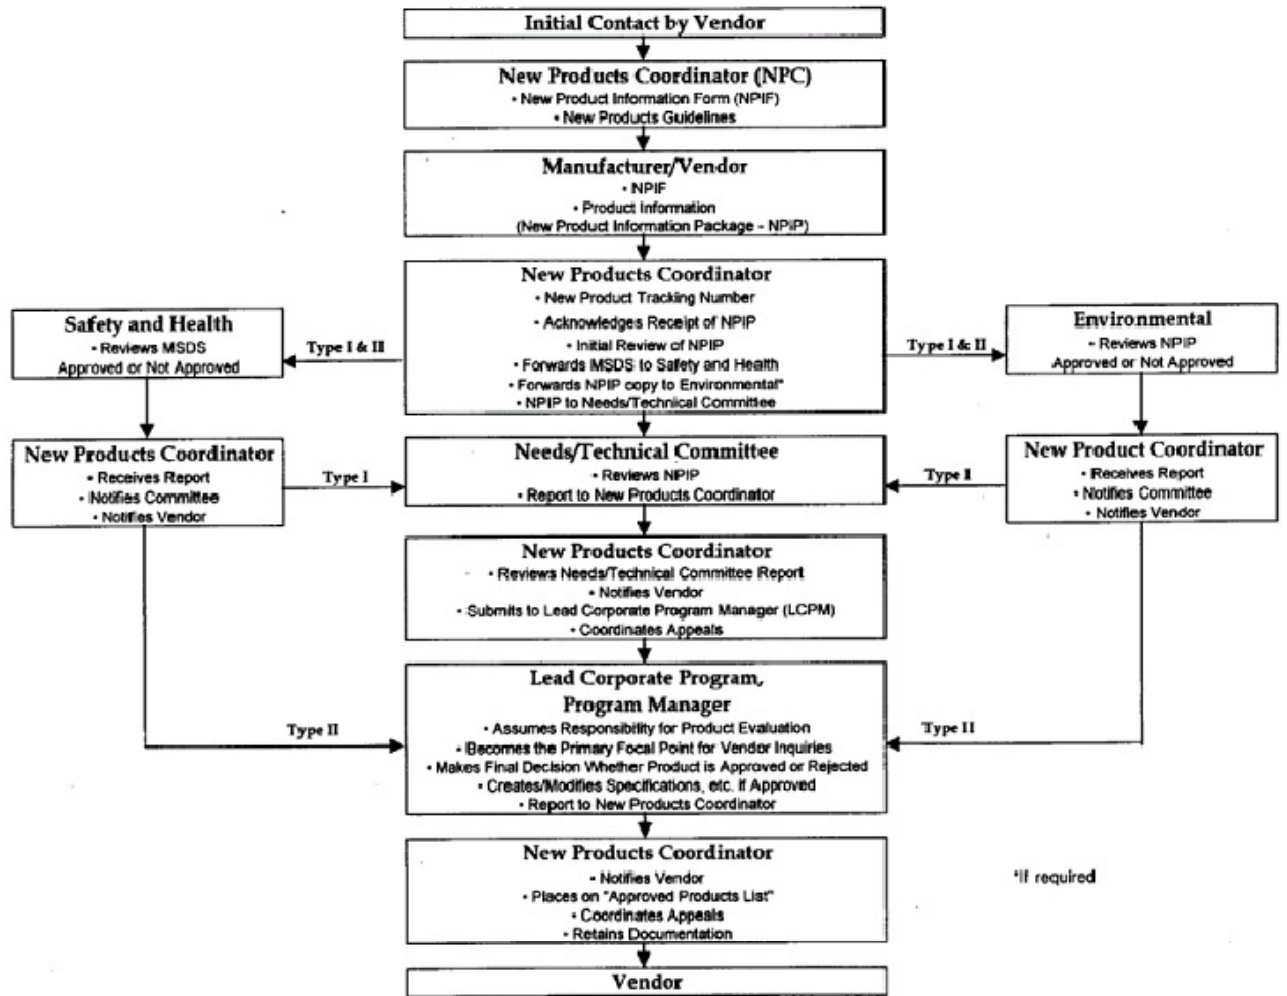 Initial Contact by Vendor
New Products Coordinator (NPC)
• New Product Information Form (NPIF)
• New Products Guidelines
Manufacturer/Vendor
• NPIF
• Product Information
(New Product Information Package - NPIP)
New Products Coordinator
• New Product Tracking Number
• Acknowledges Receipt of NPIP
• Initial Review of NPIP
• Forwards MSDS to Safety and Health
• Forwards NPIP copy to Environmental*
• NPIP to Needs/Technical Committee
Safety and Health
• Reviews MSDS
Approved or Not Approved
Type I & II
Type I & II
Environmental
• Reviews NPIP
Approved or Not Approved
New Products Coordinator
• Receives Report
• Notifies Committee
• Notifies Vendor
Type I
Needs/Technical Committee
• Reviews NPIP
• Report to New Products Coordinator
Type I
New Product Coordinator
• Receives Report
• Notifies Committee
• Notifies Vendor
New Products Coordinator
• Reviews Needs/Technical Committee Report
• Notifies Vendor
• Submits to Lead Corporate Program Manager (LCPM)
• Coordinates Appeals
Type II
Lead Corporate Program,
Program Manager
• Assumes Responsibility for Product Evaluation
• Becomes the Primary Focal Point for Vendor Inquiries
• Makes Final Decision Whether Product is Approved or Rejected
• Creates/Modifies Specifications, etc. if Approved
• Report to New Products Coordinator
Type II
New Products Coordinator
• Notifies Vendor
• Places on "Approved Products List"
• Coordinates Appeals
• Retains Documentation
*If required
Vendor